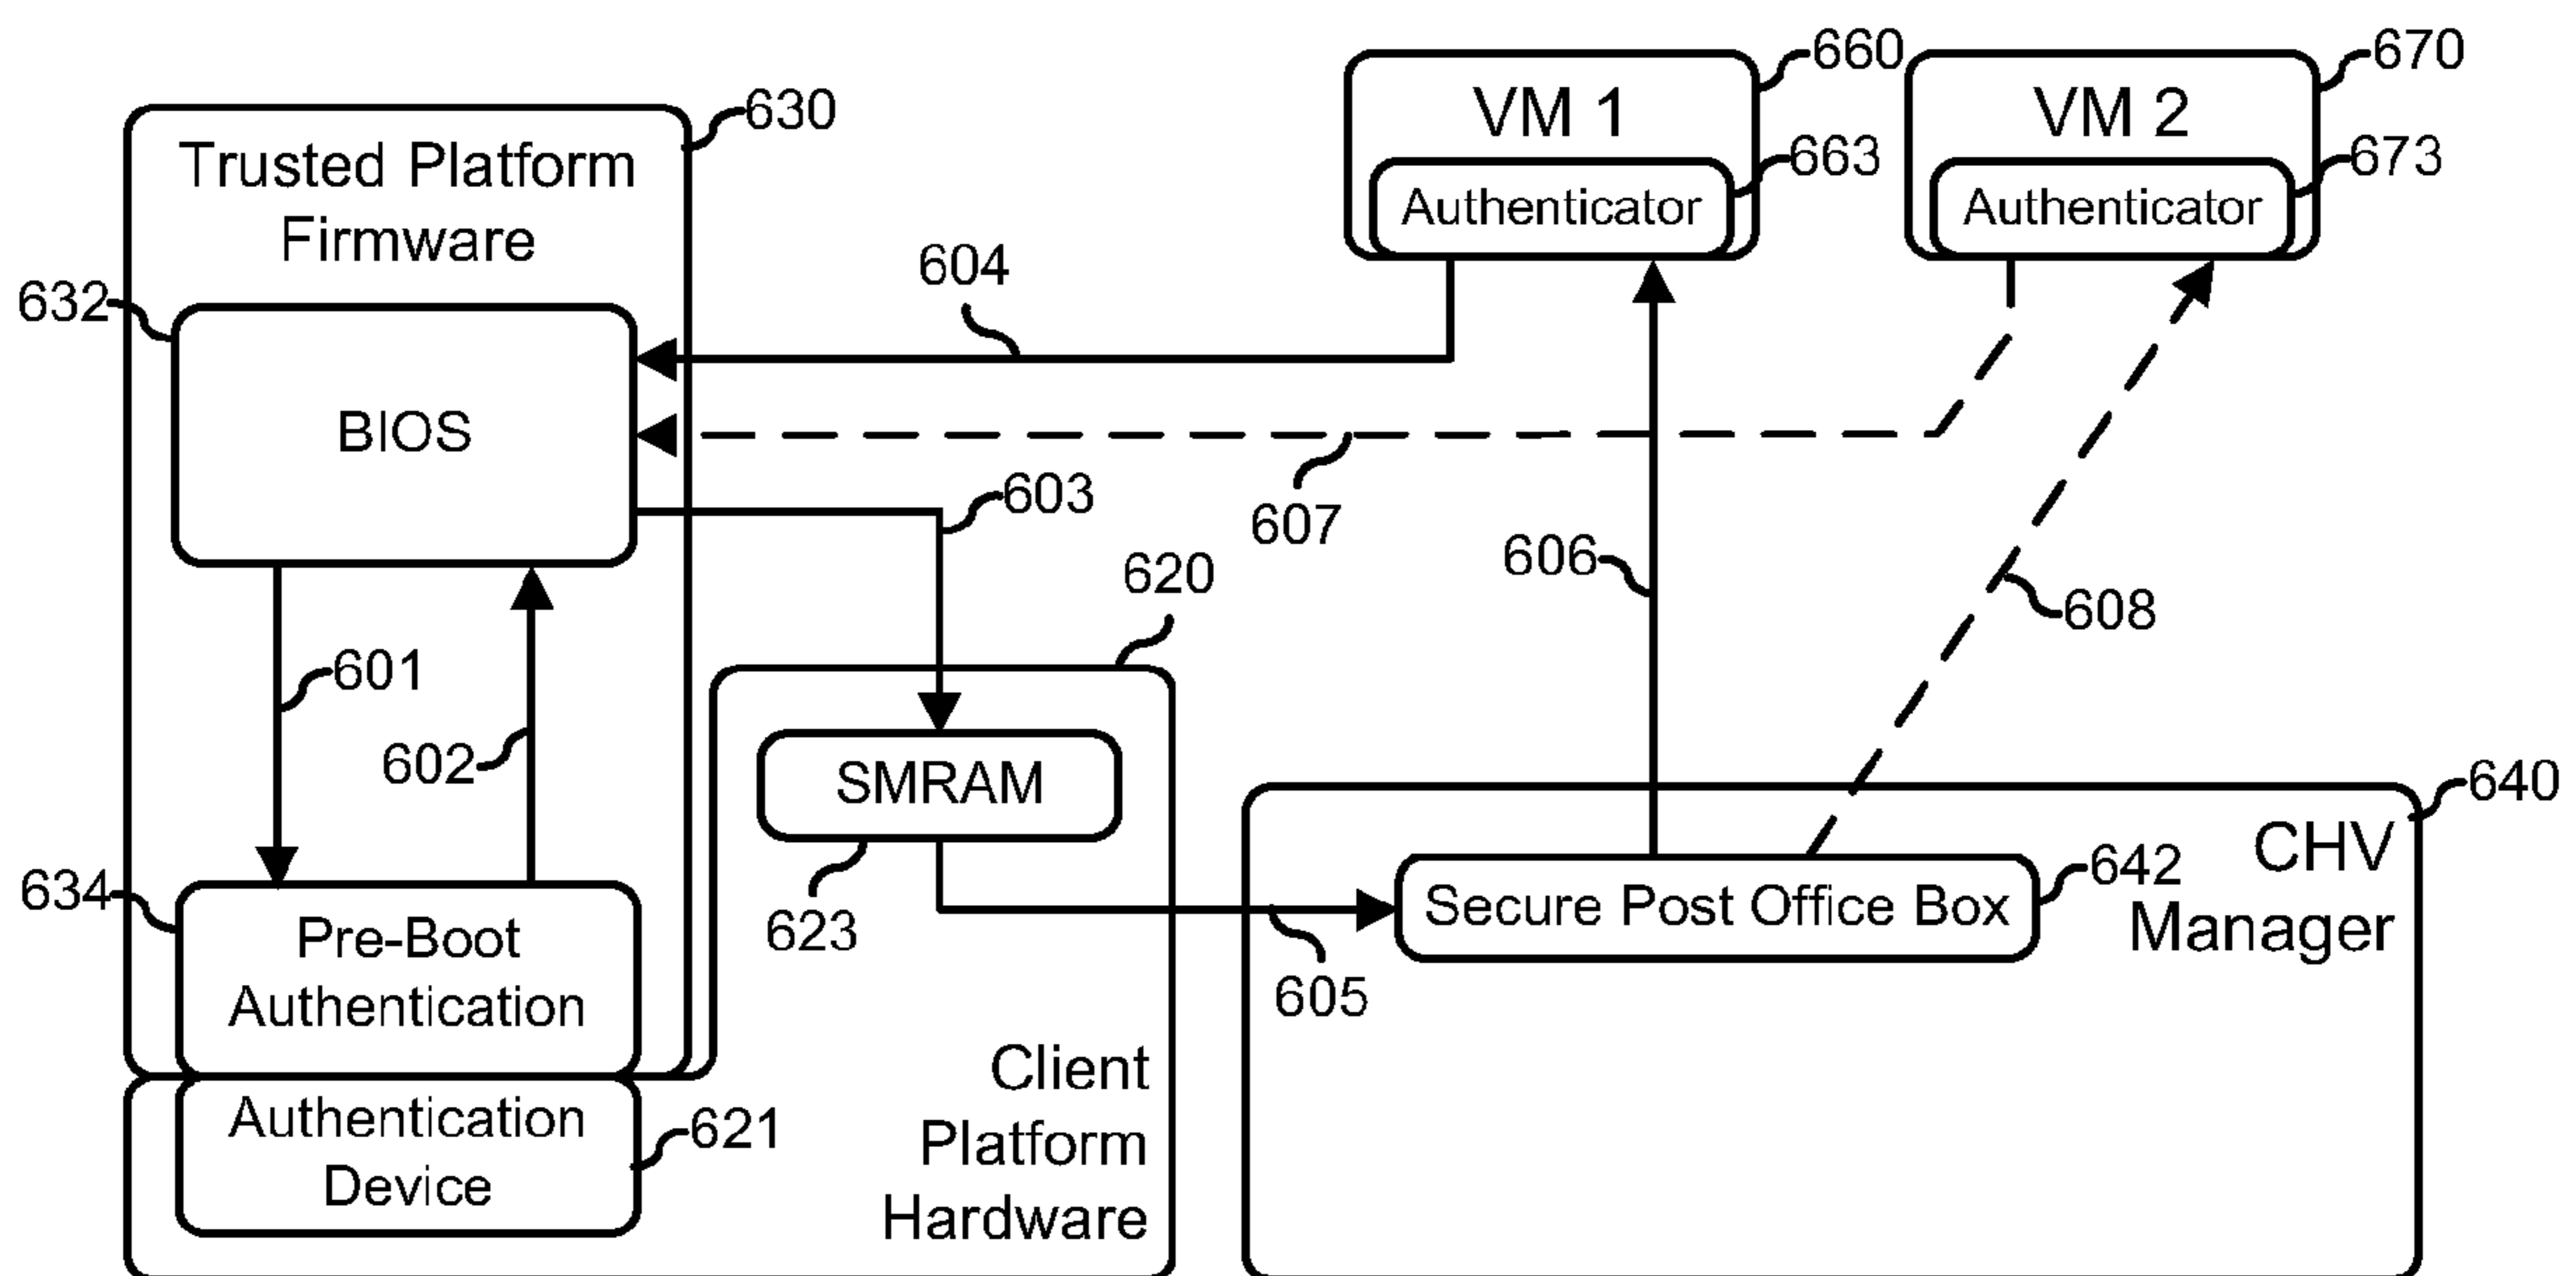 660
670
630
VM 1
VM 2
663
673
Trusted Platform
Firmware
Authenticator
Authenticator
604
632
BIOS
603
607
606
620
608
601
602
SMRAM
640
CHV
Manager
634
642
Secure Post Office Box
623
Pre-Boot
Authentication
605
Client
Platform
Hardware
Authentication
Device
621